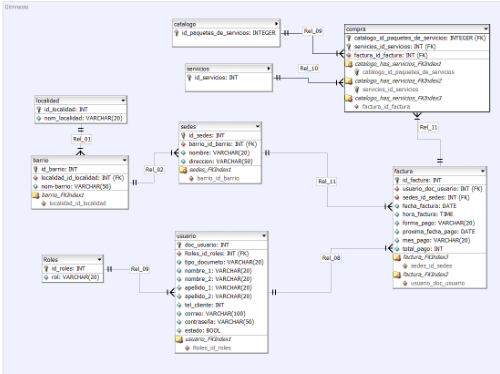 Gimnasio
catalogo
id_paquetes_de_servicios: INTEGER
Rel_09
servicios
id_servicios: INT
Rel_10
compra
catalogo_id_paquetes_de_servicios: INTEGER (FK)
servicios_id_servicios: INT (FK)
factura_id_factura: INT (FK)
catalogo_has_servicios_FKIndex1
catalogo_id_paquetes_de_servicios
catalogo_has_servicios_FKIndex2
servicios_id_servicios
catalogo_has_servicios_FKIndex3
factura_id_factura
Rel_11
localidad
id_localidad: INT
nom_localidad: VARCHAR(20)
Rel_01
barrio
id_barrio: INT
localidad_id_localidad: INT (FK)
nom-barrio: VARCHAR(50)
barrio_FKIndex1
localidad_id_localidad
Rel_02
sedes
id_sedes: INT
barrio_id_barrio: INT (FK)
nombre: VARCHAR(20)
direccion: VARCHAR(50)
sedes_FKIndex1
barrio_id_barrio
Rel_11
factura
id_factura: INT
usuario_doc_usuario: INT (FK)
sedes_id_sedes: INT (FK)
fecha_factura: DATE
hora_factura: TIME
forma_pago: VARCHAR(20)
proxima_fecha_pago: DATE
mes_pago: VARCHAR(20)
total_pago: INT
factura_FKIndex1
sedes_id_sedes
factura_FKIndex2
usuario_doc_usuario
Roles
id_roles: INT
rol: VARCHAR(20)
Rel_09
usuario
doc_usuario: INT
Roles_id_roles: INT (FK)
tipo_documeto: VARCHAR(20)
nombre_1: VARCHAR(20)
nombre_2: VARCHAR(20)
apellido_1: VARCHAR(20)
apellido_2: VARCHAR(20)
tel_cliente: INT
correo: VARCHAR(100)
contraseña: VARCHAR(50)
estado: BOOL
usuario_FKIndex1
Roles_id_roles
Rel_08